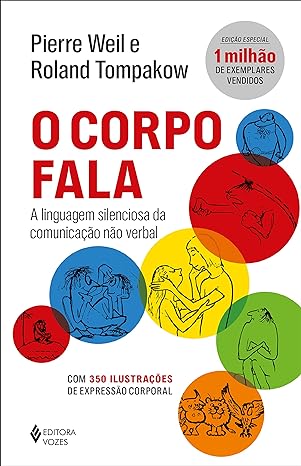 Pierre Weil e
Roland Tompakow
EDIÇÃO ESPECIAL
1 milhão
DE EXEMPLARES
VENDIDOS
O CORPO
FALA
A linguagem silenciosa da
comunicação não verbal
COM 350 ILUSTRAÇÕES
DE EXPRESSÃO CORPORAL
EDITORA
VOZES